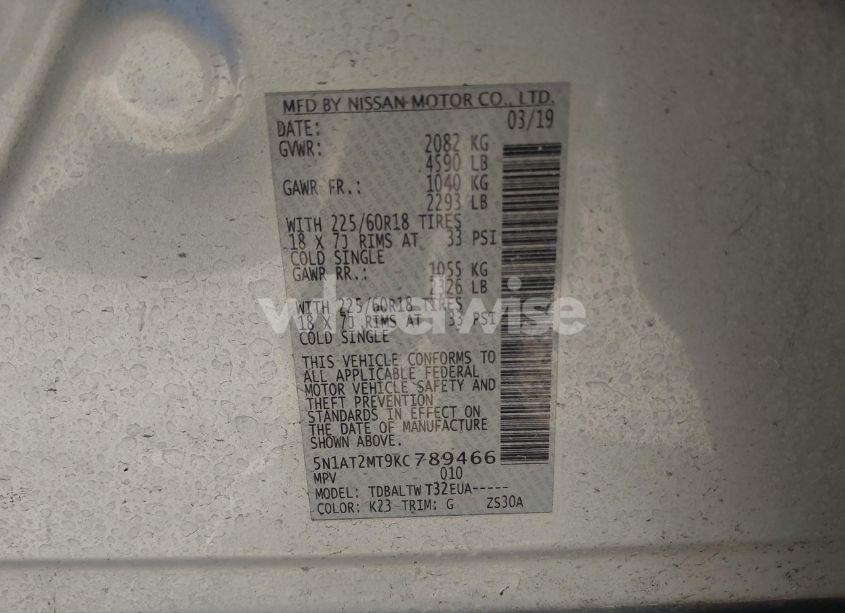 MFD BY NISSAN MOTOR CO., LTD.
DATE: 03/19
GVWR: 2082 KG
4590 LB
GAWR FR.: 1040 KG
2293 LB
WITH 225/60R18 TIRES
18 X 7J RIMS AT 33 PSI
COLD SINGLE
GAWR RR.: 1055 KG
2326 LB
WITH 225/60R18 TIRES
18 X 7J RIMS AT 33 PSI
COLD SINGLE
wheelwise
THIS VEHICLE CONFORMS TO
ALL APPLICABLE FEDERAL
MOTOR VEHICLE SAFETY AND
THEFT PREVENTION
STANDARDS IN EFFECT ON
THE DATE OF MANUFACTURE
SHOWN ABOVE.
5N1AT2MT9KC789466
MPV 010
MODEL: TDBALTWT32EUA-----
COLOR: K23 TRIM: G ZS30A